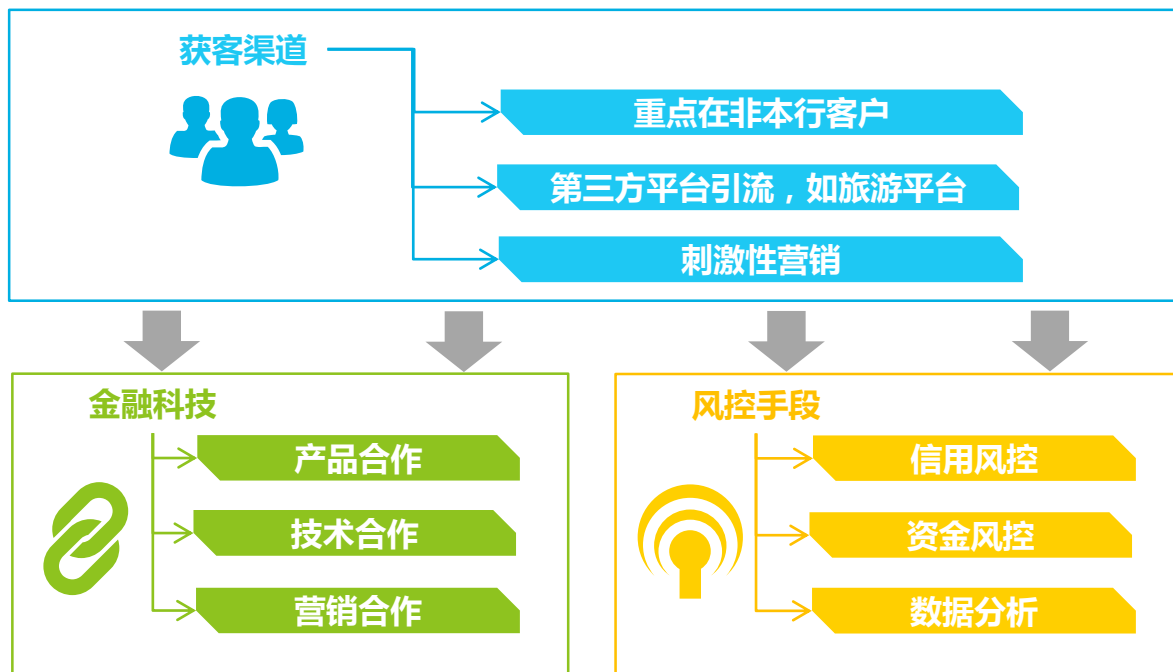 获客渠道
重点在非本行客户
第三方平台引流，如旅游平台
刺激性营销
金融科技
产品合作
技术合作
营销合作
风控手段
信用风控
资金风控
数据分析